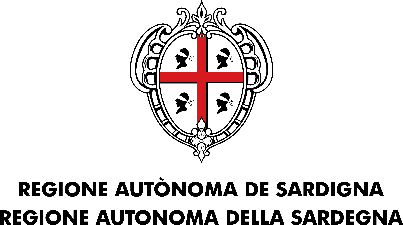 REGIONE AUTÒNOMA DE SARDIGNA
REGIONE AUTONOMA DELLA SARDEGNA